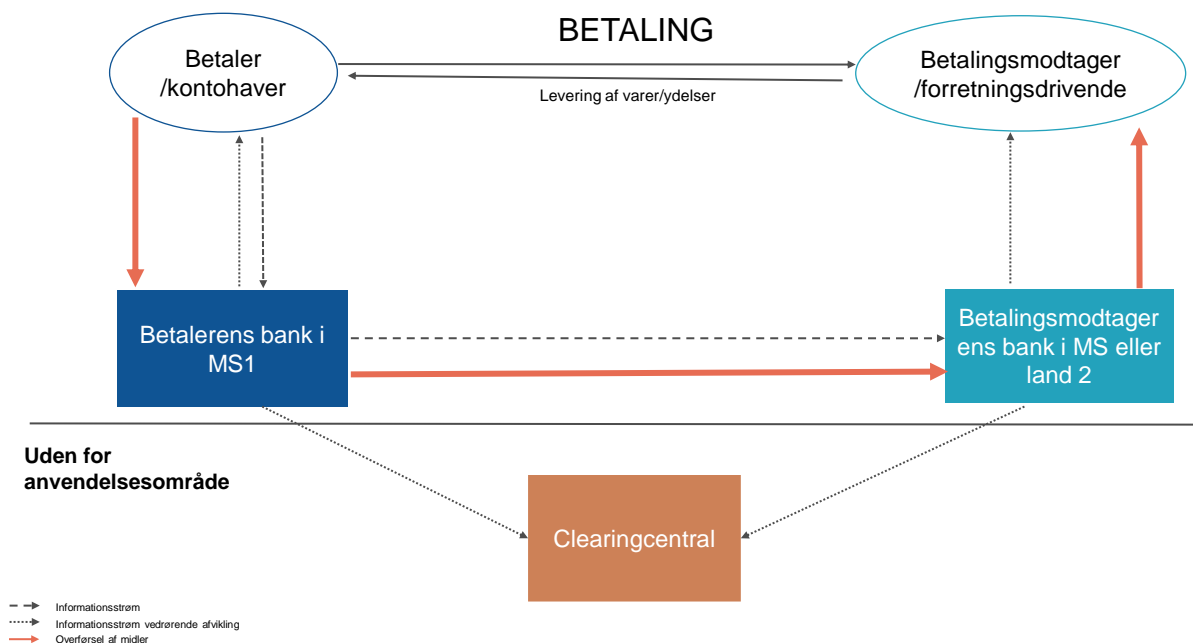 BETALING
Betaler
/kontohaver
Betalingsmodtager
/forretningsdrivende
Levering af varer/ydelser
Betalerens bank i
MS1
Betalingsmodtager
ens bank i MS eller
land 2
Uden for
anvendelsesområde
Clearingcentral
Informationsstrøm
Informationsstrøm vedrørende afvikling
Overførsel af midler